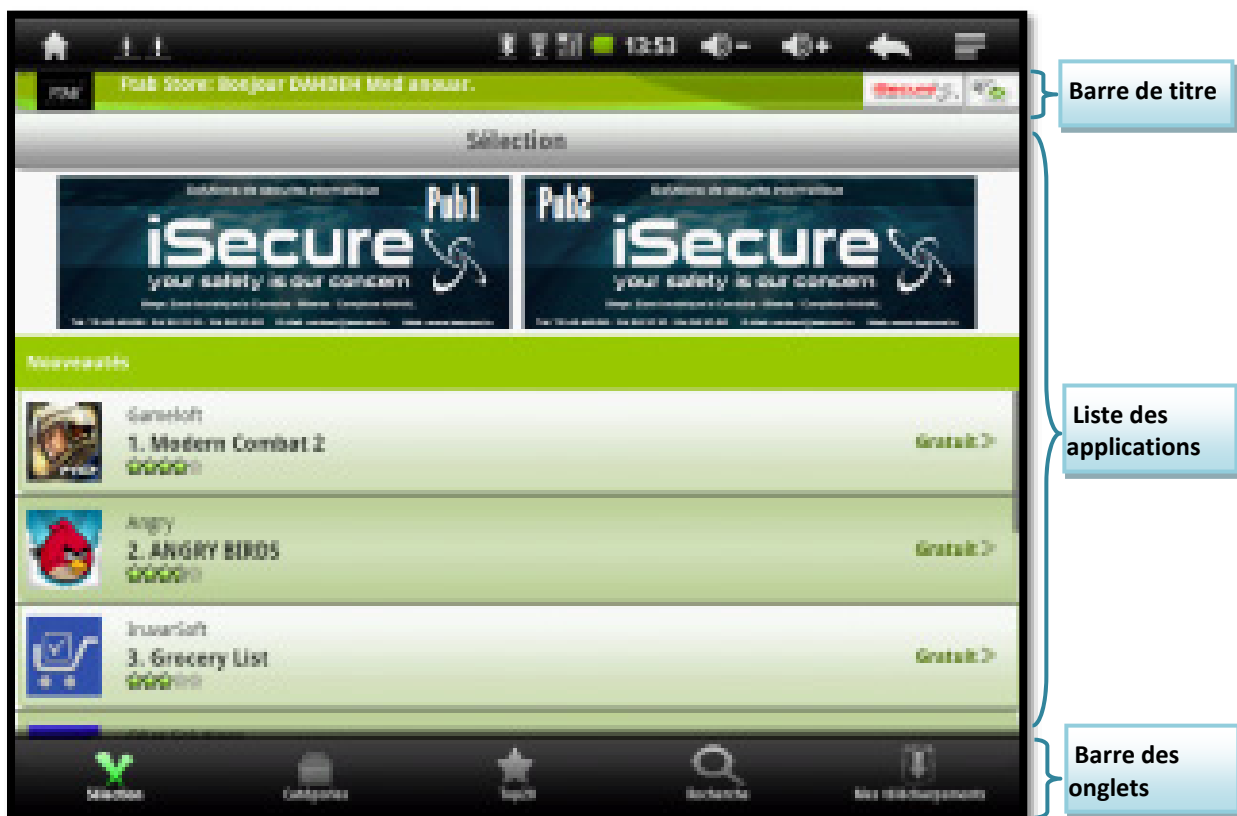 13:53
Ptab Store: Bonjour DAHDEH Med anouar.
iSecure
Barre de titre
Sélection
Pub1
iSecure
your safety is our concern
Pub2
iSecure
your safety is our concern
Nouveautés
Gameloft
1. Modern Combat 2
Gratuit >
Angry
2. ANGRY BIRDS
Gratuit >
3. Grocery List
Gratuit >
Liste des
applications
Sélection
Catégories
Recherche
Mes téléchargements
Barre des
onglets